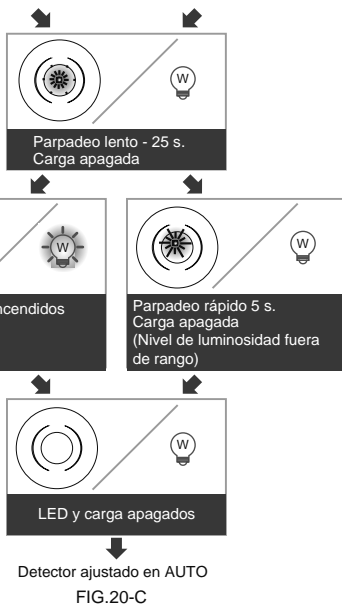 W
Parpadeo lento - 25 s.
Carga apagada
W
W
Parpadeo rápido 5 s.
Carga apagada
(Nivel de luminosidad fuera
de rango)
W
LED y carga apagados
Detector ajustado en AUTO
FIG.20-C